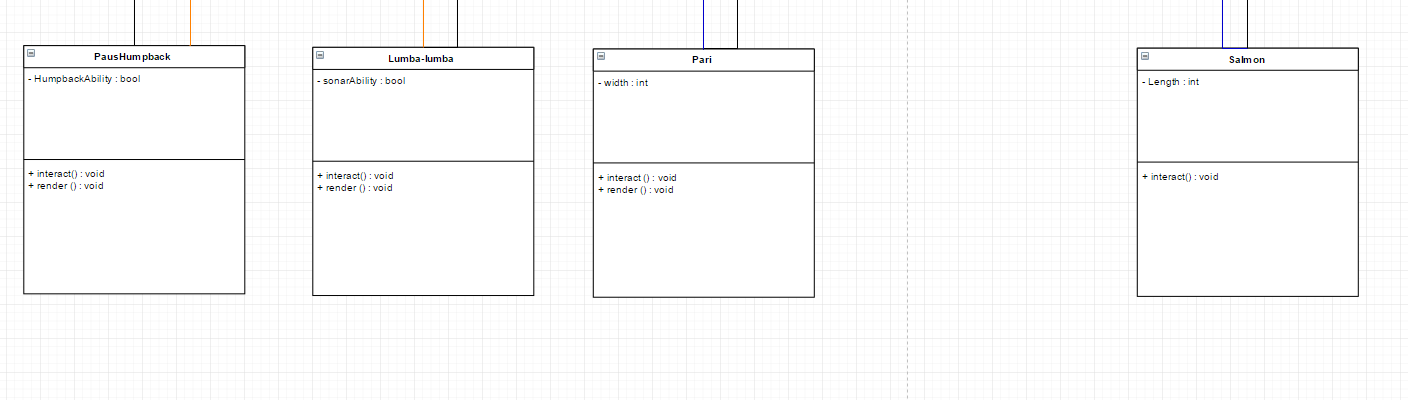 PausHumpback
- HumpbackAbility : bool
+ interact() : void
+ render () : void
Lumba-lumba
- sonarAbility : bool
+ interact() : void
+ render () : void
Pari
- width : int
+ interact () : void
+ render () : void
Salmon
- Length : int
+ interact() : void